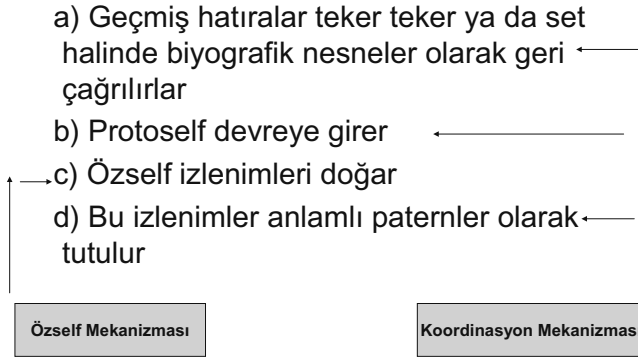 a) Geçmiş hatıralar teker teker ya da set
halinde biyografik nesneler olarak geri
çağrılırlar
b) Protoself devreye girer
c) Özself izlenimleri doğar
d) Bu izlenimler anlamlı paternler olarak
tutulur
Özself Mekanizması
Koordinasyon Mekanizmas